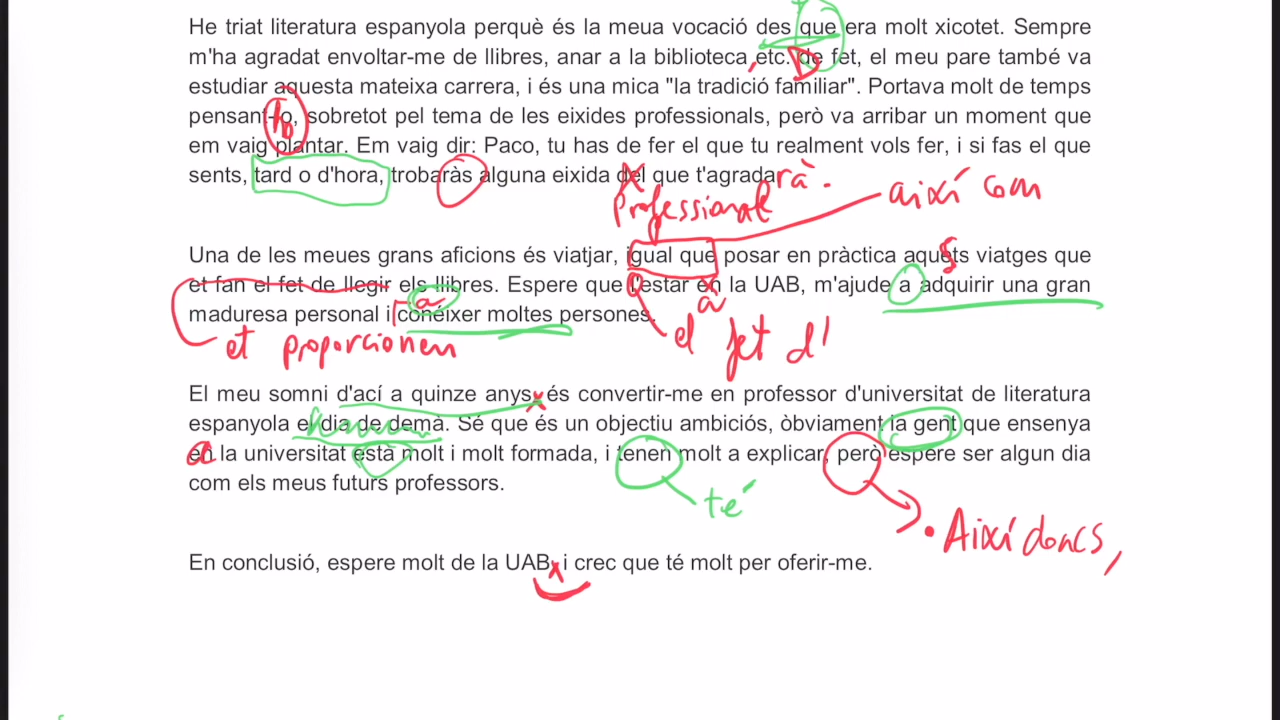 He triat literatura espanyola perquè és la meua vocació des que era molt xicotet. Sempre
m'ha agradat envoltar-me de llibres, anar a la biblioteca, etc. de fet, el meu pare també va
D
estudiar aquesta mateixa carrera, i és una mica "la tradició familiar". Portava molt de temps
pensant-ho, sobretot pel tema de les eixides professionals, però va arribar un moment que
em vaig plantar. Em vaig dir: Paco, tu has de fer el que tu realment vols fer, i si fas el que
sents, tard o d'hora, trobaràs alguna eixida del que t'agrada
rà.
professional
així com
Una de les meues grans aficions és viatjar, igual que posar en pràctica aquets viatges que
s
et fan el fet de llegir els llibres. Espere que l'estar en la UAB, m'ajude a adquirir una gran
a
a
maduresa personal i conéixer moltes persones.
et proporcionen
el fet d'
El meu somni d'ací a quinze anys és convertir-me en professor d'universitat de literatura
espanyola el dia de demà. Sé que és un objectiu ambiciós, òbviament la gent que ensenya
a
en la universitat està molt i molt formada, i tenen molt a explicar, però espere ser algun dia
com els meus futurs professors.
té
. Així doncs,
En conclusió, espere molt de la UAB, i crec que té molt per oferir-me.